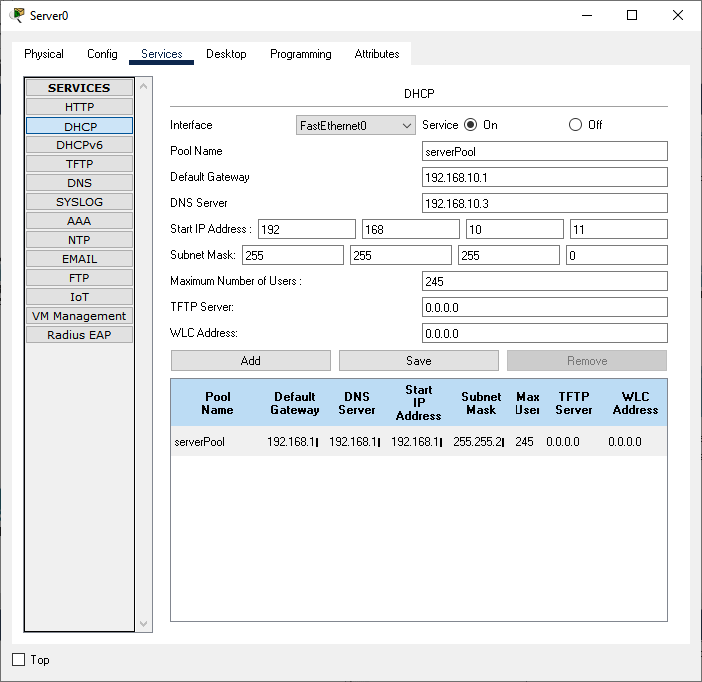 Server0
Physical Config Services Desktop Programming Attributes
SERVICES
HTTP
DHCP
DHCPv6
TFTP
DNS
SYSLOG
AAA
NTP
EMAIL
FTP
IoT
VM Management
Radius EAP
DHCP
Interface FastEthernet0 Service On Off
Pool Name serverPool
Default Gateway 192.168.10.1
DNS Server 192.168.10.3
Start IP Address : 192 168 10 11
Subnet Mask: 255 255 255 0
Maximum Number of Users : 245
TFTP Server: 0.0.0.0
WLC Address: 0.0.0.0
Add Save Remove
Pool Name Default Gateway DNS Server Start IP Address Subnet Mask Max User TFTP Server WLC Address
serverPool 192.168.1 192.168.1 192.168.1 255.255.2 245 0.0.0.0 0.0.0.0
Top